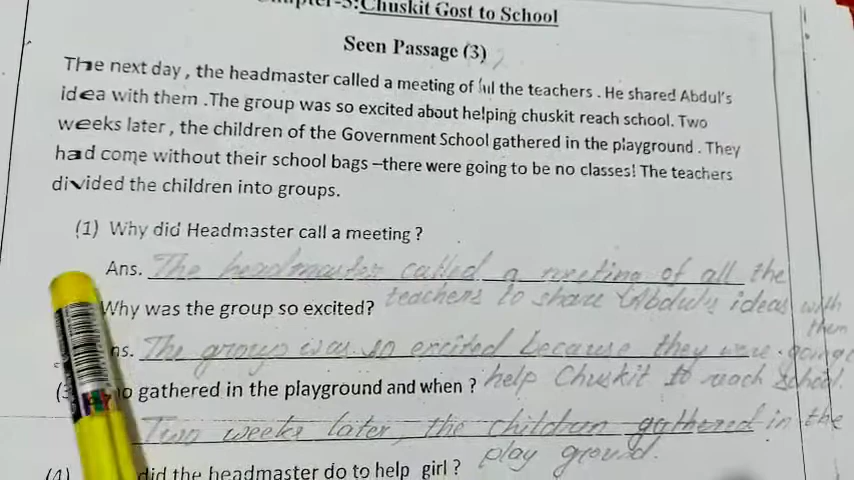 Chapter-3:Chuskit Gost to School
Seen Passage (3)
The next day , the headmaster called a meeting of ful the teachers . He shared Abdul's
idea with them .The group was so excited about helping chuskit reach school. Two
weeks later , the children of the Government School gathered in the playground . They
had come without their school bags –there were going to be no classes! The teachers
divided the children into groups.
(1) Why did Headmaster call a meeting ?
Ans. The headmaster called a meeting of all the
teachers to share Abdul's ideas with
them
Why was the group so excited?
ns. The group was so excited because they were going t
help Chuskit to reach School.
(3 o gathered in the playground and when ?
Two weeks later, the children gathered in the
play ground.
(4) did the headmaster do to help girl ?